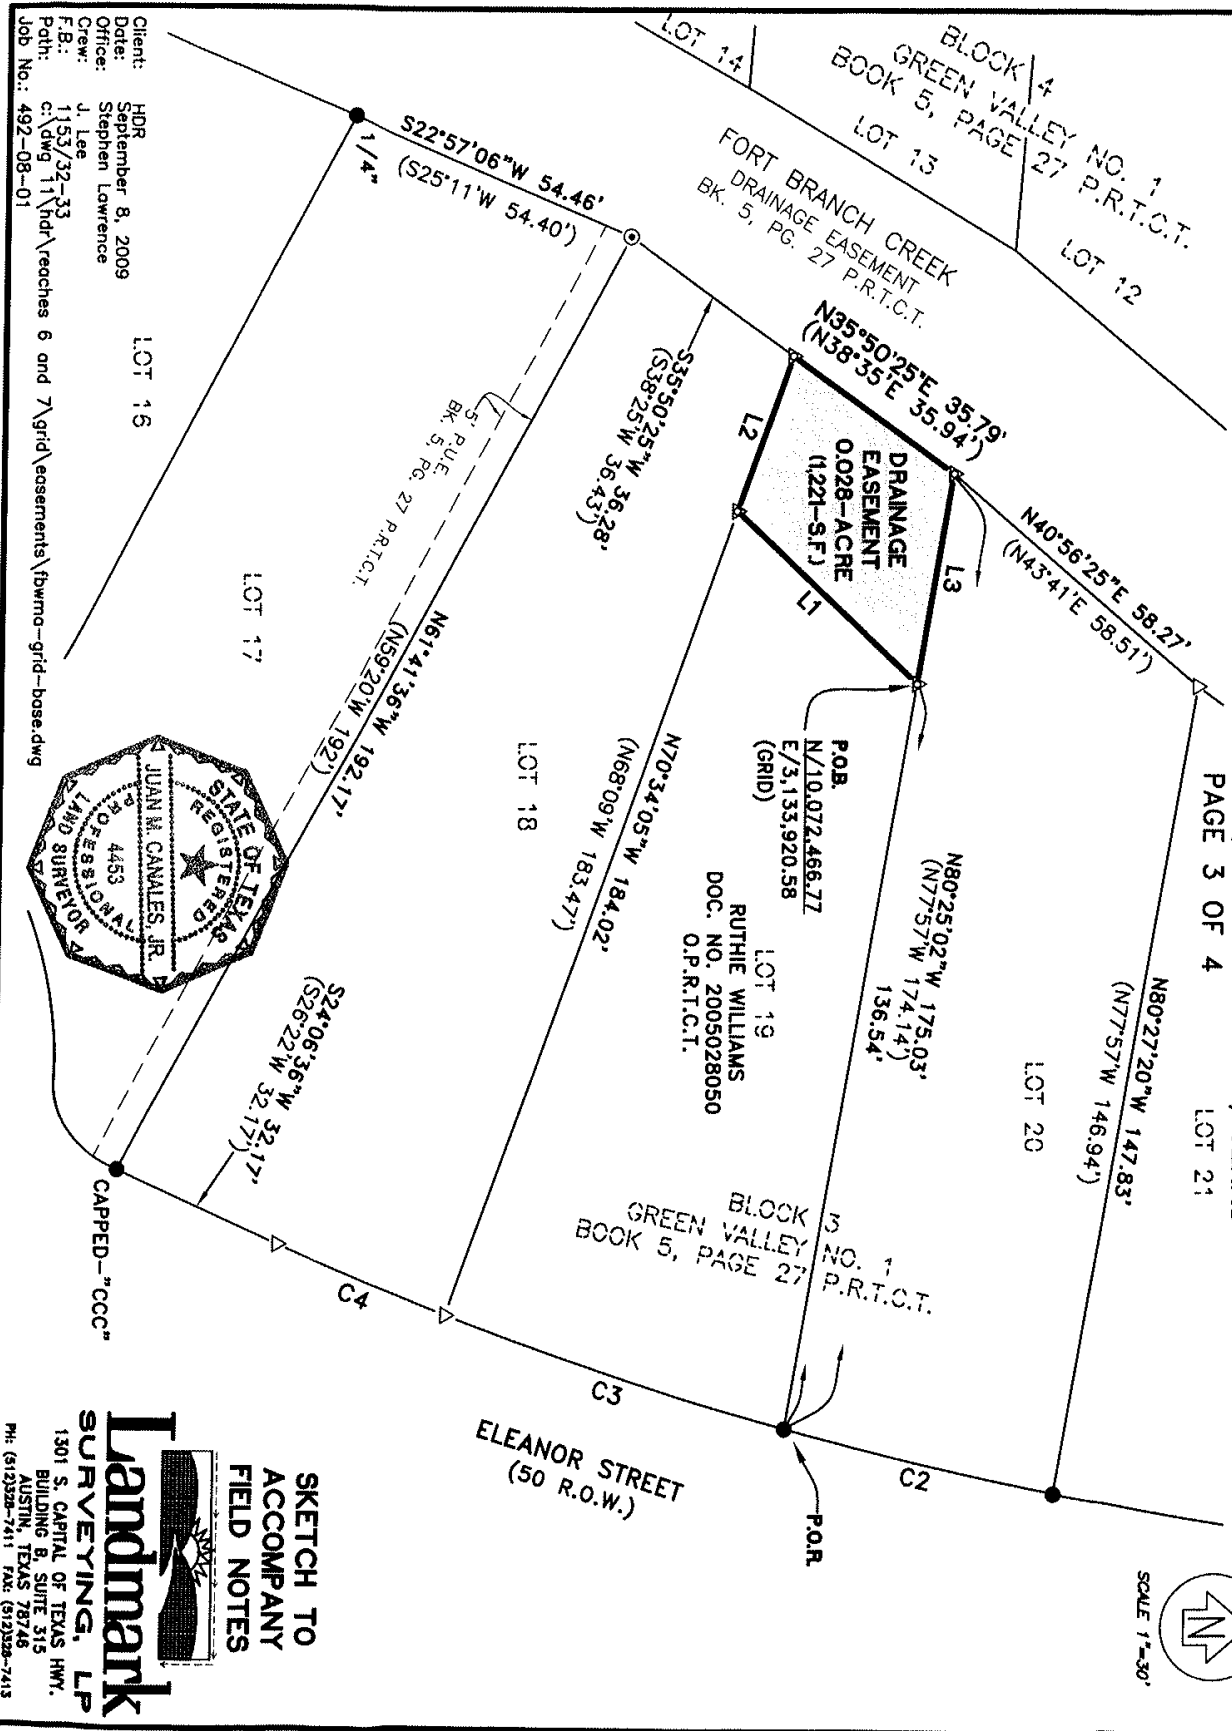 PAGE 3 OF 4
SCALE 1"=30'
N
BLOCK 4
GREEN VALLEY NO. 1
BOOK 5, PAGE 27 P.R.T.C.T.
LOT 14
LOT 13
LOT 12
FORT BRANCH CREEK
DRAINAGE EASEMENT
BK. 5, PG. 27 P.R.T.C.T.
N40°56'25"E 58.27'
(N43°41'E 58.51')
N35°50'25"E 35.79'
(N38°35'E 35.94')
DRAINAGE
EASEMENT
0.028-ACRE
(1,221-S.F.)
L1
L2
L3
S35°50'25"W 36.28'
(S38°25'W 36.43')
S22°57'06"W 54.46'
(S25°11'W 54.40')
1/4"
5' P.U.E.
BK. 5, PG. 27 P.R.T.C.T.
LOT 21
N80°27'20"W 147.83'
(N77°57'W 146.94')
LOT 20
N80°25'02"W 175.03'
(N77°57'W 174.14')
136.54'
P.O.B.
N/10,072,466.77
E/3,133,920.58
(GRID)
LOT 19
RUTHIE WILLIAMS
DOC. NO. 2005028050
O.P.R.T.C.T.
N70°34'05"W 184.02'
(N68°09'W 183.47')
LOT 18
N61°41'36"W 192.17'
(N59°20'W 192')
LOT 17
LOT 16
BLOCK 3
GREEN VALLEY NO. 1
BOOK 5, PAGE 27 P.R.T.C.T.
S24°06'36"W 32.17'
(S26°22'W 32.17')
CAPPED-"CCC"
C4
C3
C2
P.O.R.
ELEANOR STREET
(50 R.O.W.)
STATE OF TEXAS
REGISTERED
JUAN M. CANALES, JR.
4453
PROFESSIONAL
LAND SURVEYOR
Client: HDR
Date: September 8, 2009
Office: Stephen Lawrence
Crew: J. Lee
F.B.: 1153/32-33
Path: c:\dwg 11\hdr\reaches 6 and 7\grid\easements\fbwma-grid-base.dwg
Job No.: 492-08-01
SKETCH TO
ACCOMPANY
FIELD NOTES
Landmark
SURVEYING, LP
1301 S. CAPITAL OF TEXAS HWY.
BUILDING B, SUITE 315
AUSTIN, TEXAS 78746
PH: (512)328-7411 FAX: (512)328-7413